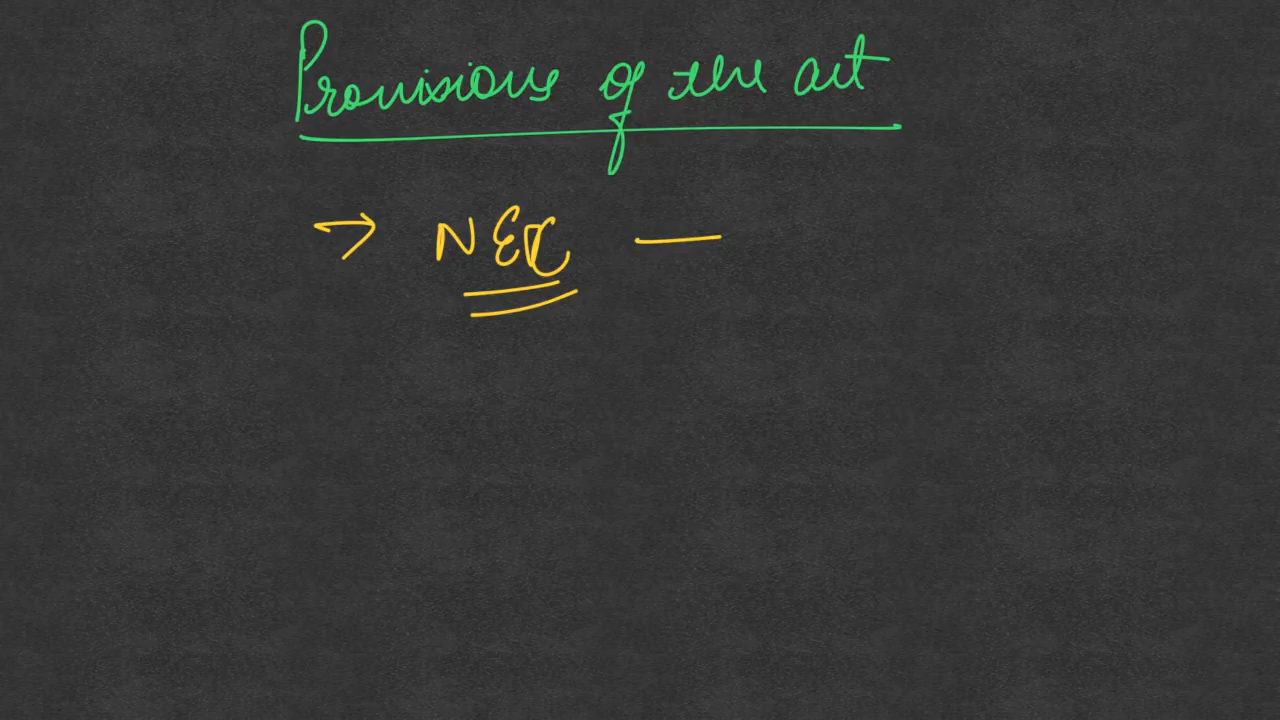 Provisions of the act
→ NEC —